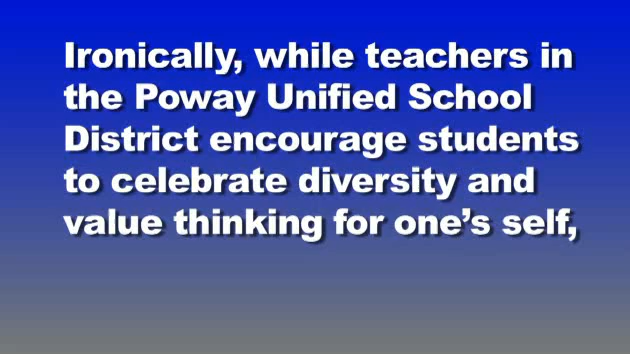 Ironically, while teachers in
the Poway Unified School
District encourage students
to celebrate diversity and
value thinking for one’s self,